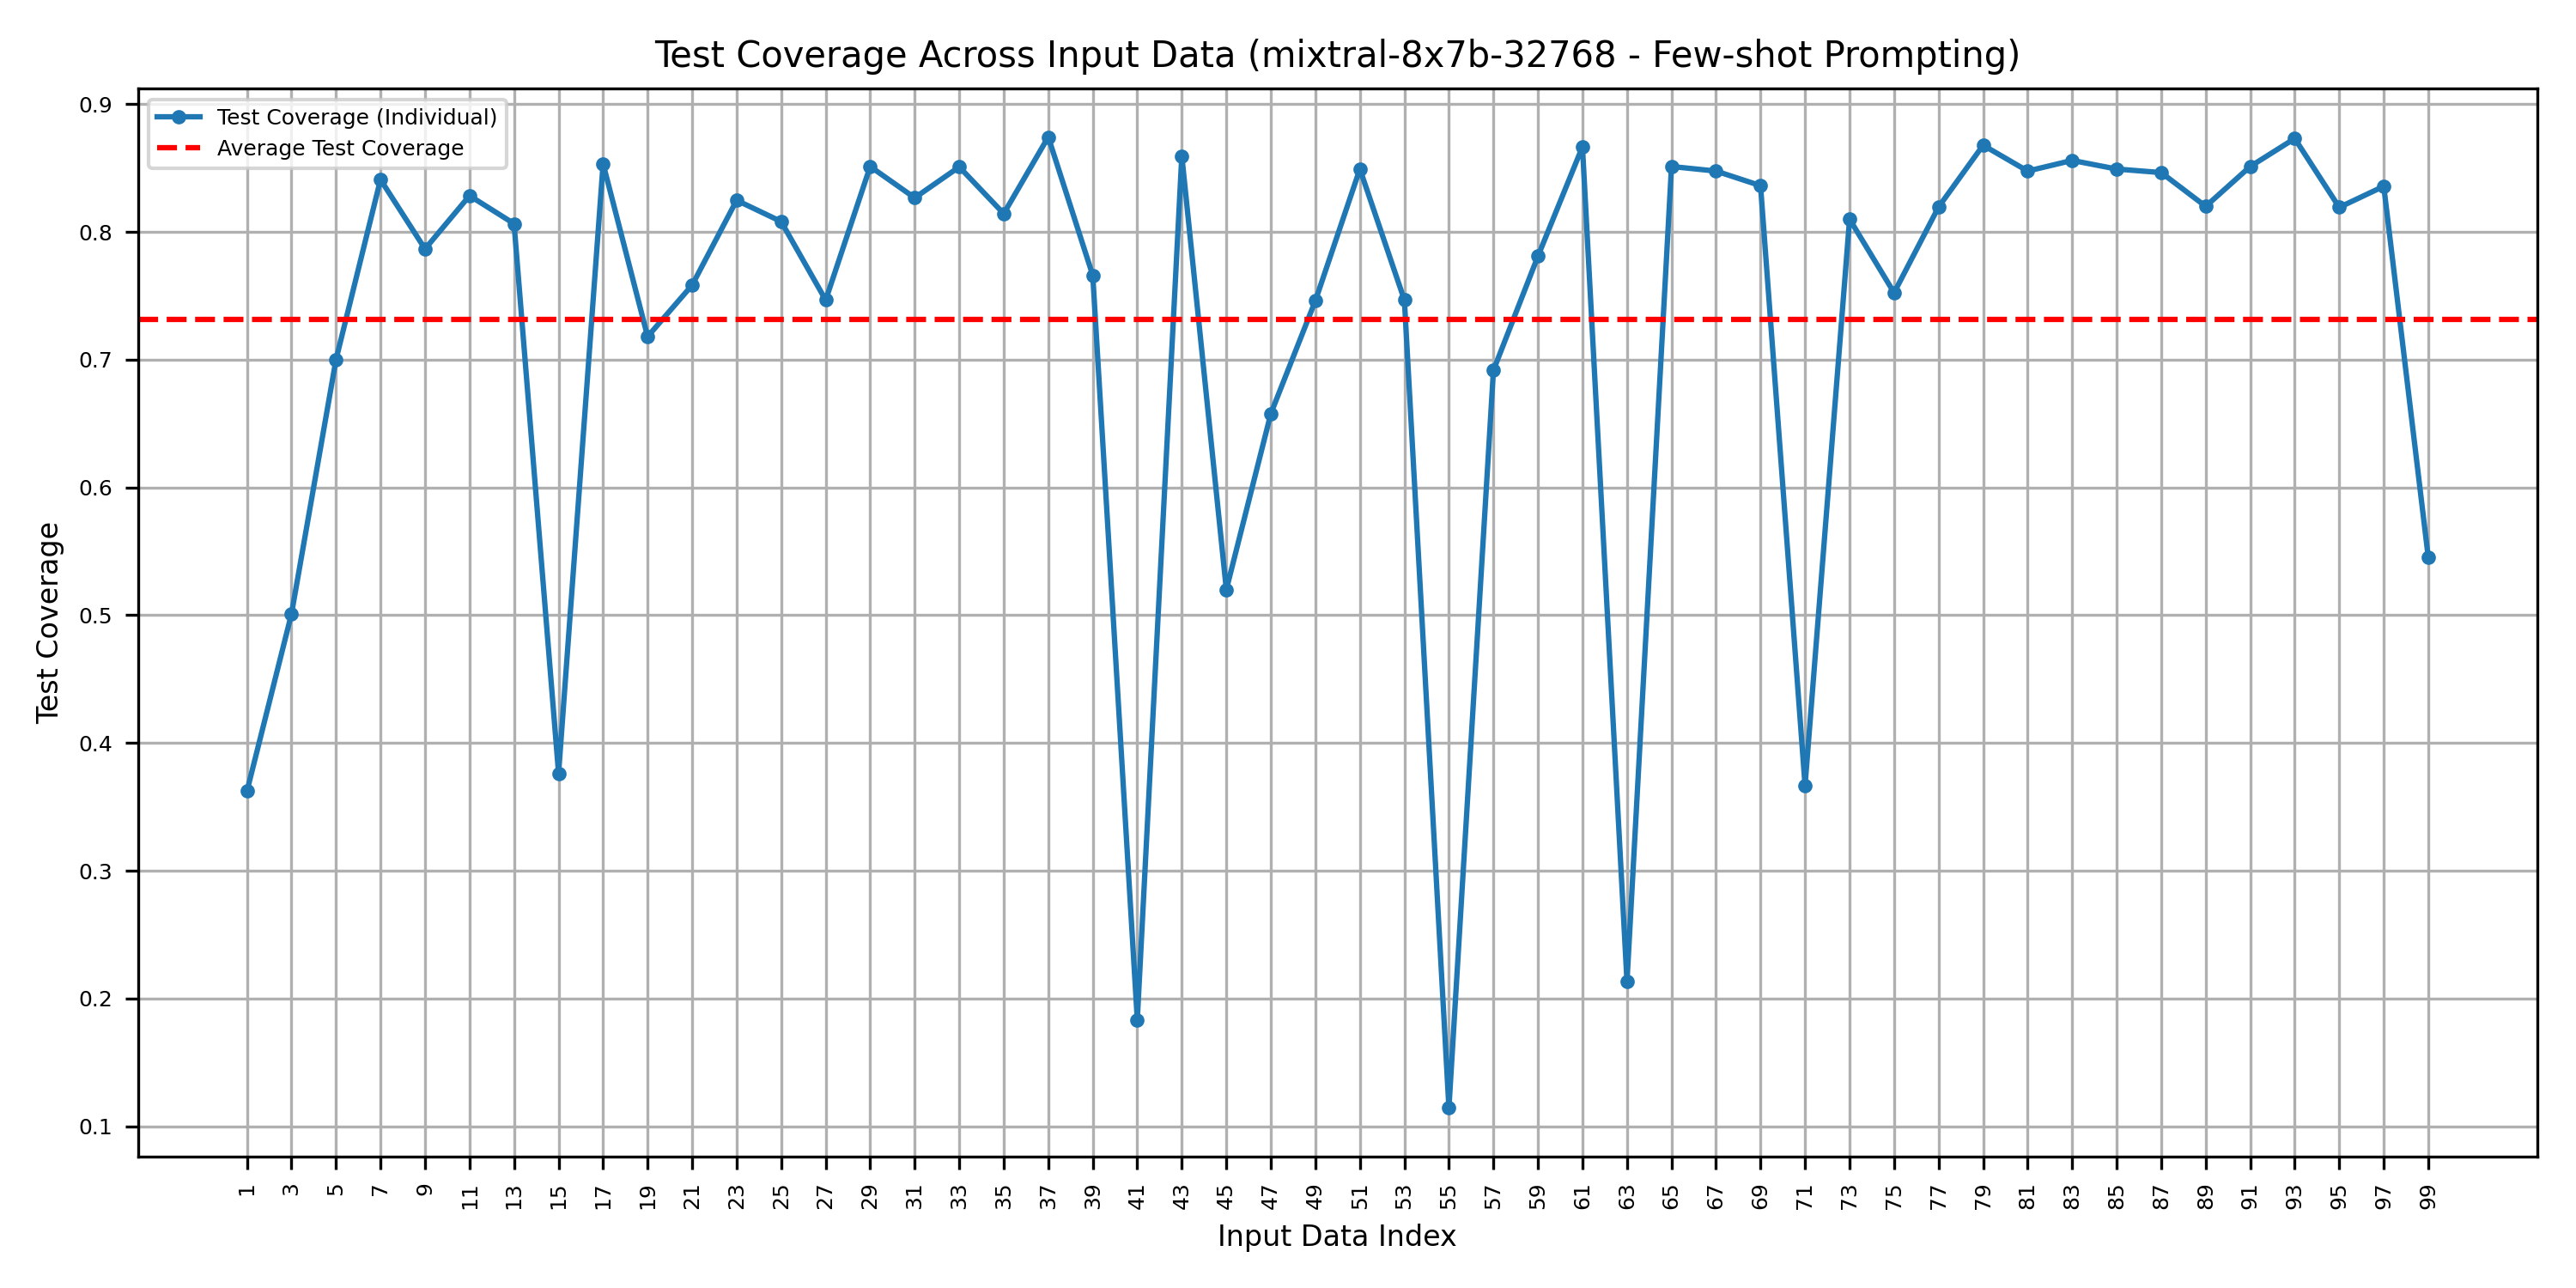 Test Coverage Across Input Data (mixtral-8x7b-32768 - Few-shot Prompting)
Test Coverage (Individual)
Average Test Coverage
Test Coverage
0.9
0.8
0.7
0.6
0.5
0.4
0.3
0.2
0.1
1 3 5 7 9 11 13 15 17 19 21 23 25 27 29 31 33 35 37 39 41 43 45 47 49 51 53 55 57 59 61 63 65 67 69 71 73 75 77 79 81 83 85 87 89 91 93 95 97 99
Input Data Index